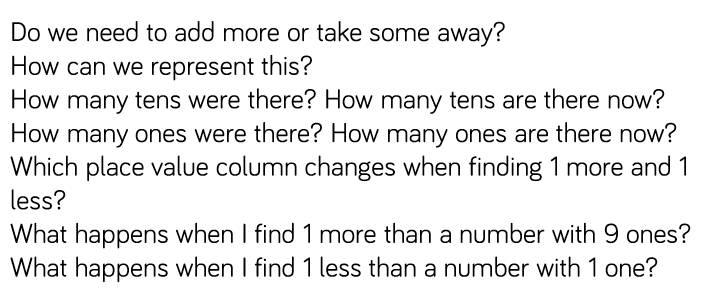 Do we need to add more or take some away?
How can we represent this?
How many tens were there? How many tens are there now?
How many ones were there? How many ones are there now?
Which place value column changes when finding 1 more and 1
less?
What happens when I find 1 more than a number with 9 ones?
What happens when I find 1 less than a number with 1 one?